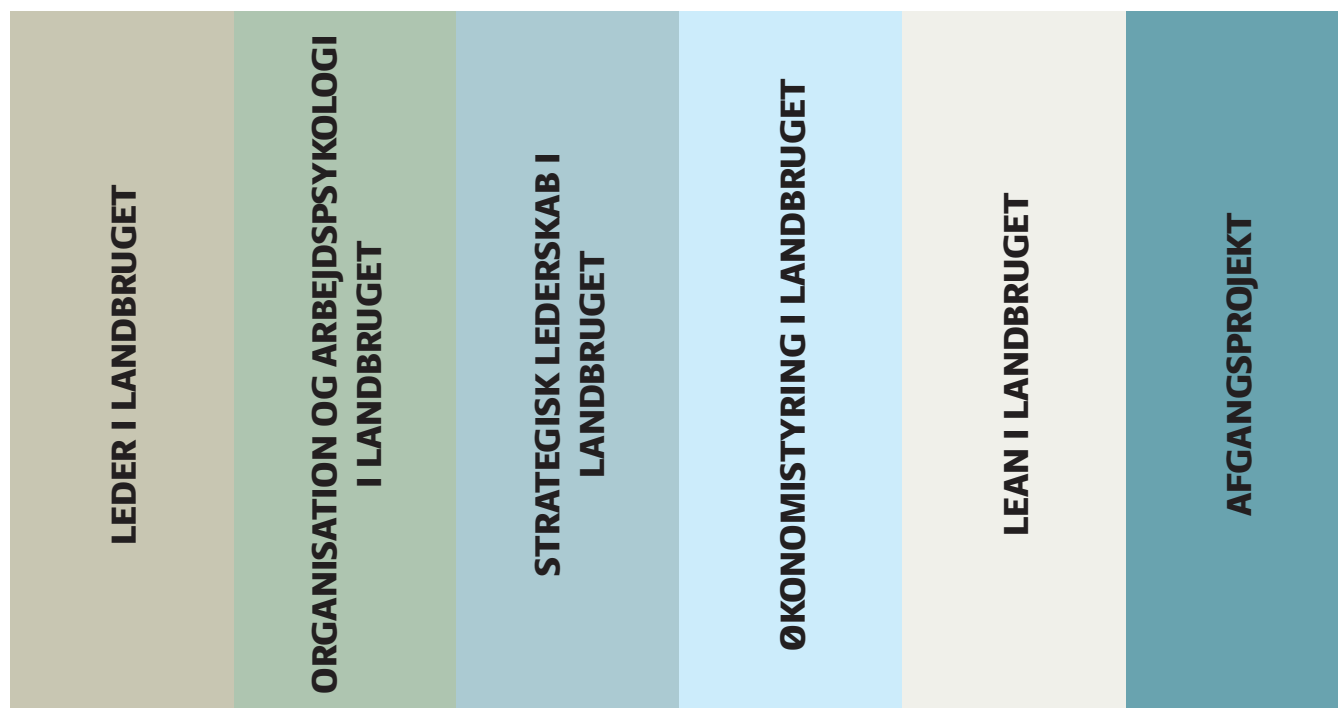 LEDER I LANDBRUGET
ORGANISATION OG ARBEJDSPSYKOLOGI
I LANDBRUGET
STRATEGISK LEDERSKAB I
LANDBRUGET
ØKONOMISTYRING I LANDBRUGET
LEAN I LANDBRUGET
AFGANGSPROJEKT